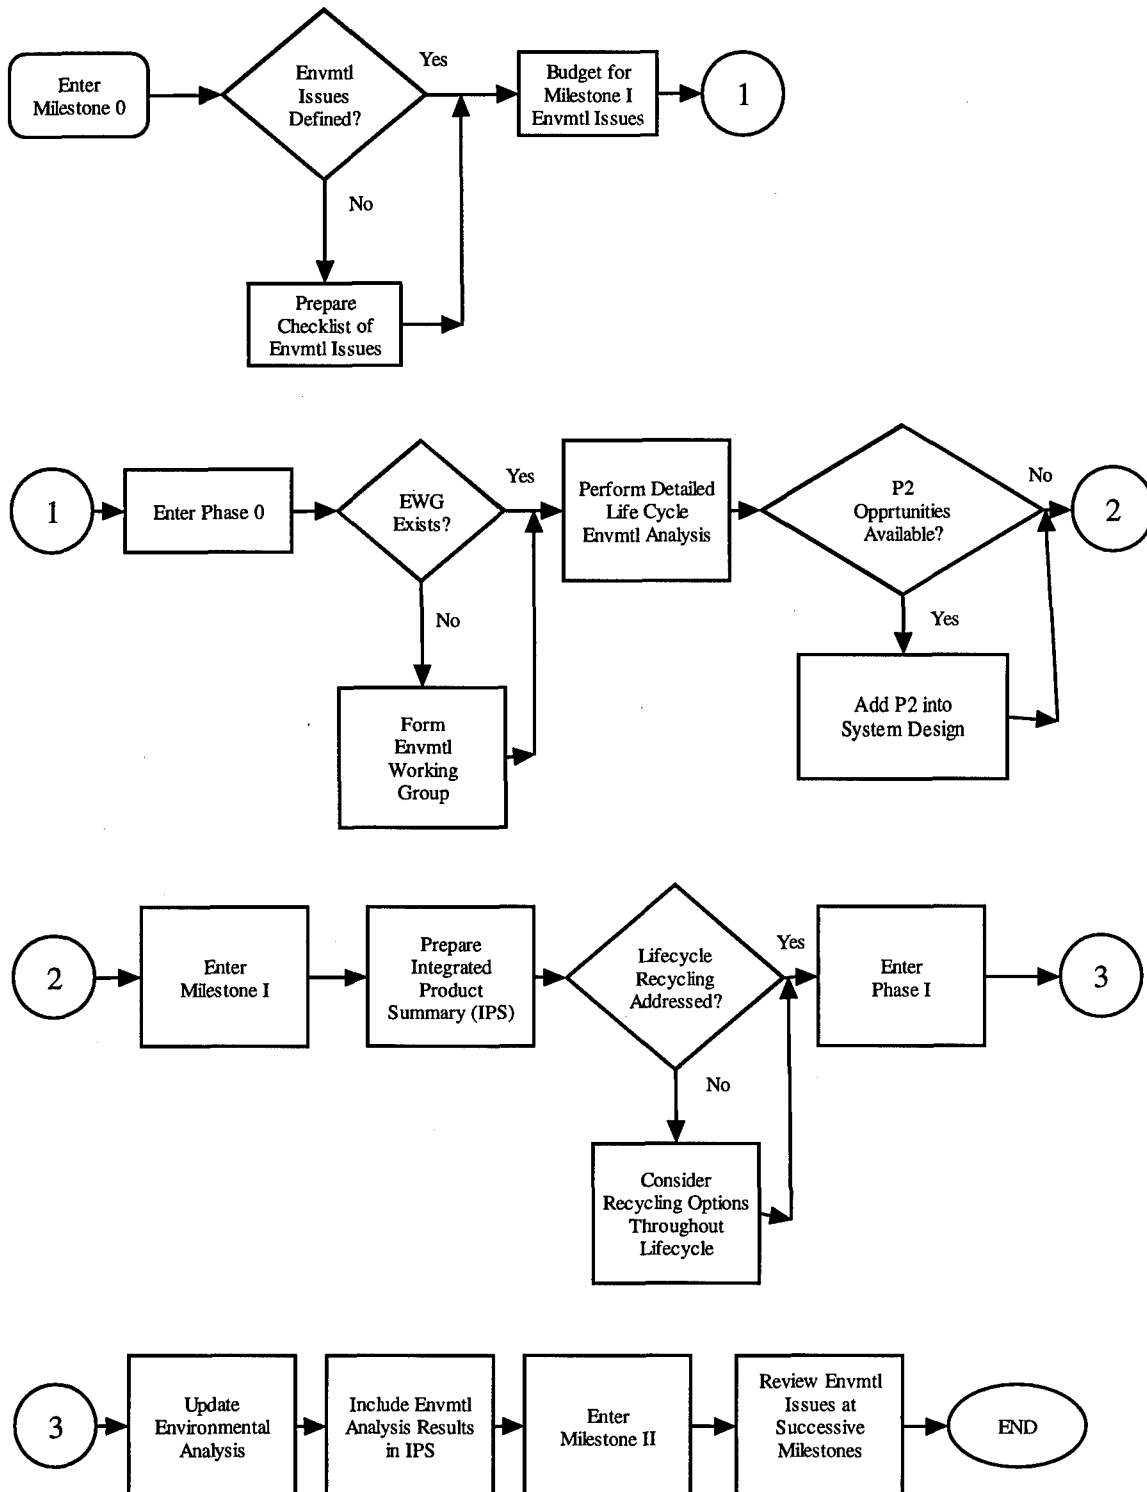 Enter
Milestone 0
Envmtl
Issues
Defined?
Yes
Budget for
Milestone I
Envmtl Issues
1
No
Prepare
Checklist of
Envmtl Issues
1
Enter Phase 0
EWG
Exists?
Yes
Perform Detailed
Life Cycle
Envmtl Analysis
P2
Opprtunities
Available?
No
2
No
Yes
Form
Envmtl
Working
Group
Add P2 into
System Design
2
Enter
Milestone I
Prepare
Integrated
Product
Summary (IPS)
Lifecycle
Recycling
Addressed?
Yes
Enter
Phase I
3
No
Consider
Recycling Options
Throughout
Lifecycle
3
Update
Environmental
Analysis
Include Envmtl
Analysis Results
in IPS
Enter
Milestone II
Review Envmtl
Issues at
Successive
Milestones
END